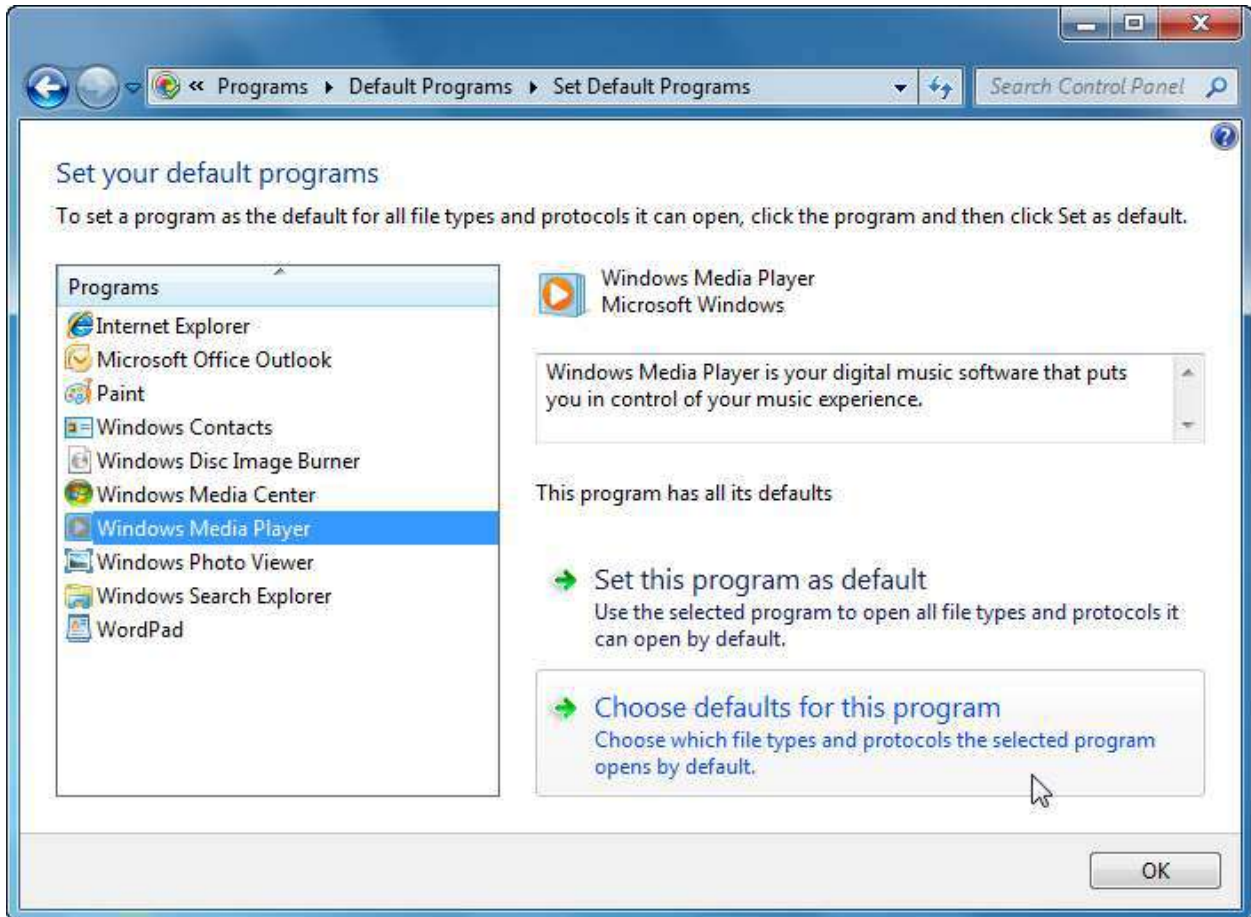 « Programs ▸ Default Programs ▸ Set Default Programs
Search Control Panel
Set your default programs
To set a program as the default for all file types and protocols it can open, click the program and then click Set as default.
Programs
Internet Explorer
Microsoft Office Outlook
Paint
Windows Contacts
Windows Disc Image Burner
Windows Media Center
Windows Media Player
Windows Photo Viewer
Windows Search Explorer
WordPad
Windows Media Player
Microsoft Windows
Windows Media Player is your digital music software that puts
you in control of your music experience.
This program has all its defaults
Set this program as default
Use the selected program to open all file types and protocols it
can open by default.
Choose defaults for this program
Choose which file types and protocols the selected program
opens by default.
OK